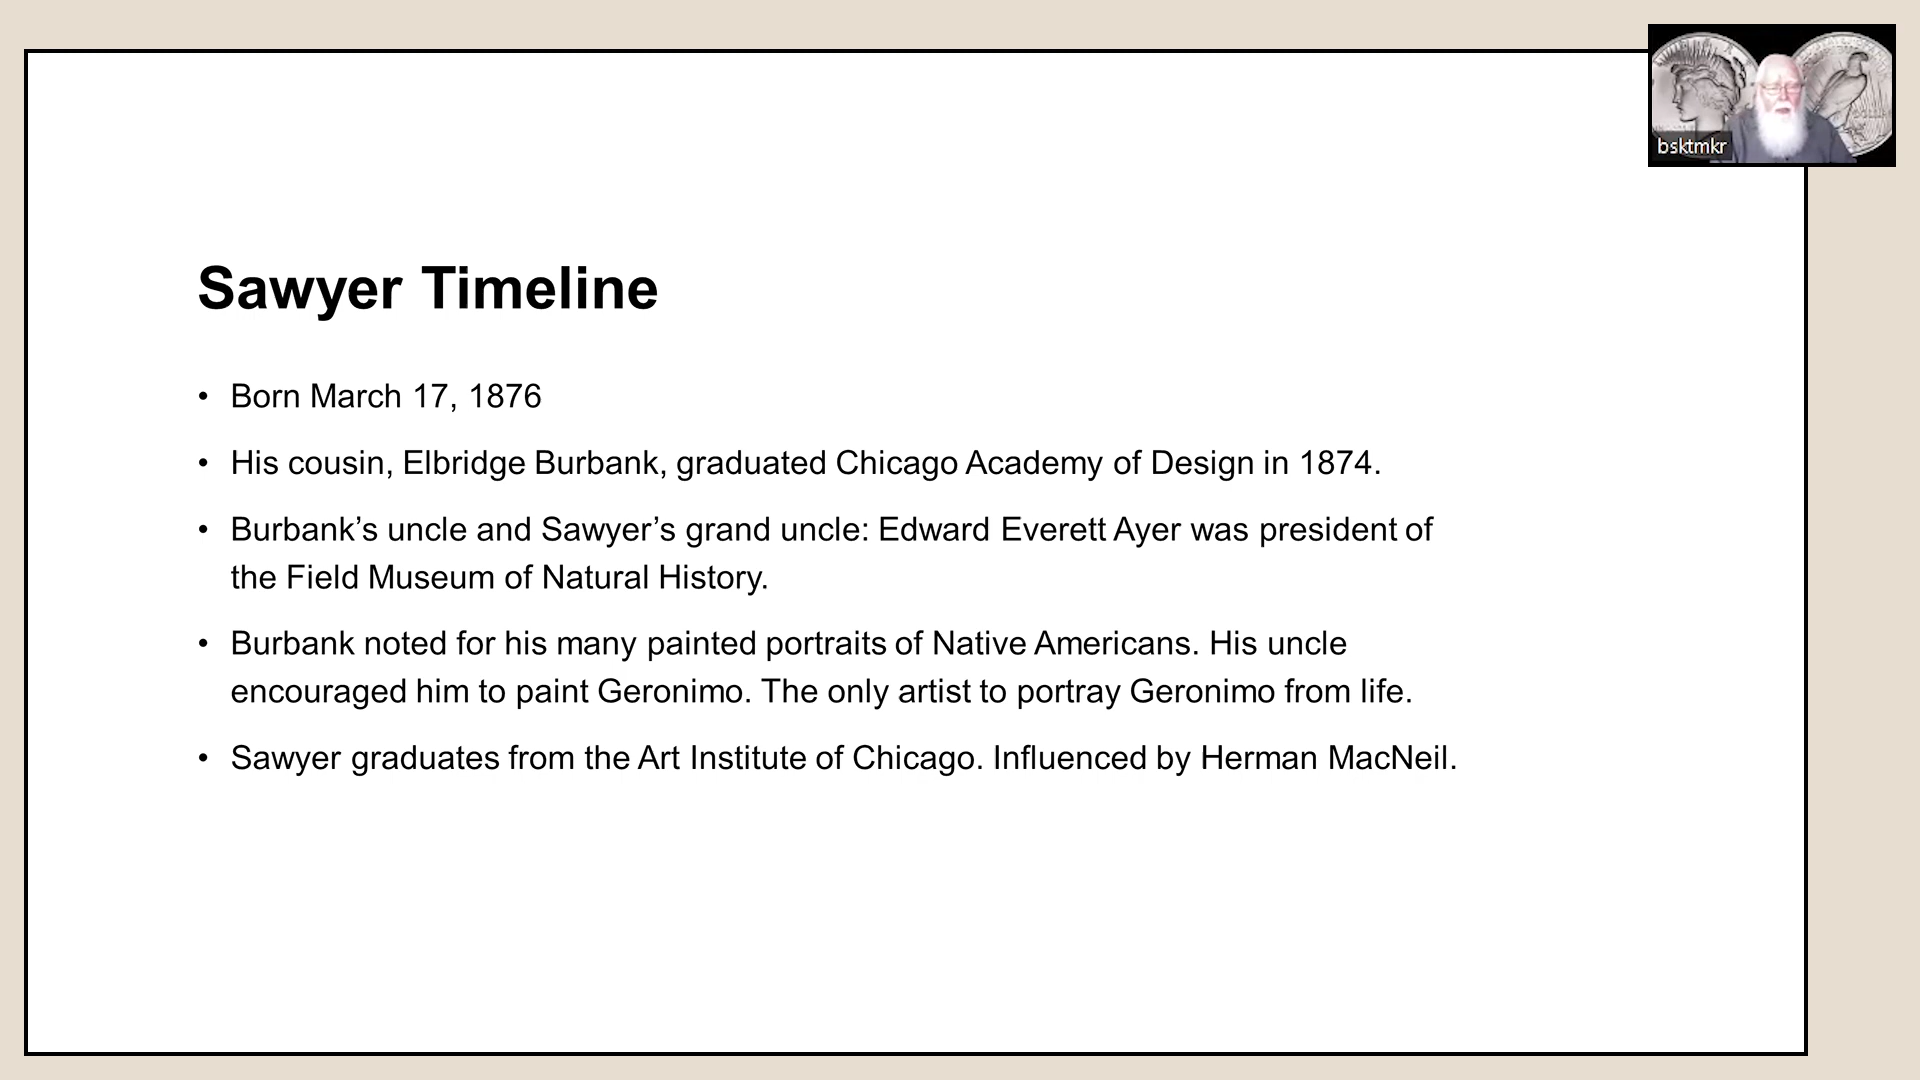 Sawyer Timeline
• Born March 17, 1876
• His cousin, Elbridge Burbank, graduated Chicago Academy of Design in 1874.
• Burbank’s uncle and Sawyer’s grand uncle: Edward Everett Ayer was president of
the Field Museum of Natural History.
• Burbank noted for his many painted portraits of Native Americans. His uncle
encouraged him to paint Geronimo. The only artist to portray Geronimo from life.
• Sawyer graduates from the Art Institute of Chicago. Influenced by Herman MacNeil.
bsktmkr